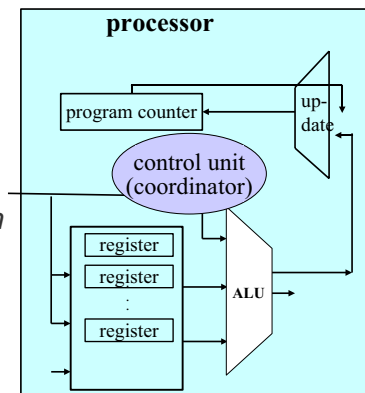 processor
program counter
up-
date
control unit
(coordinator)
n
register
register
:
register
ALU